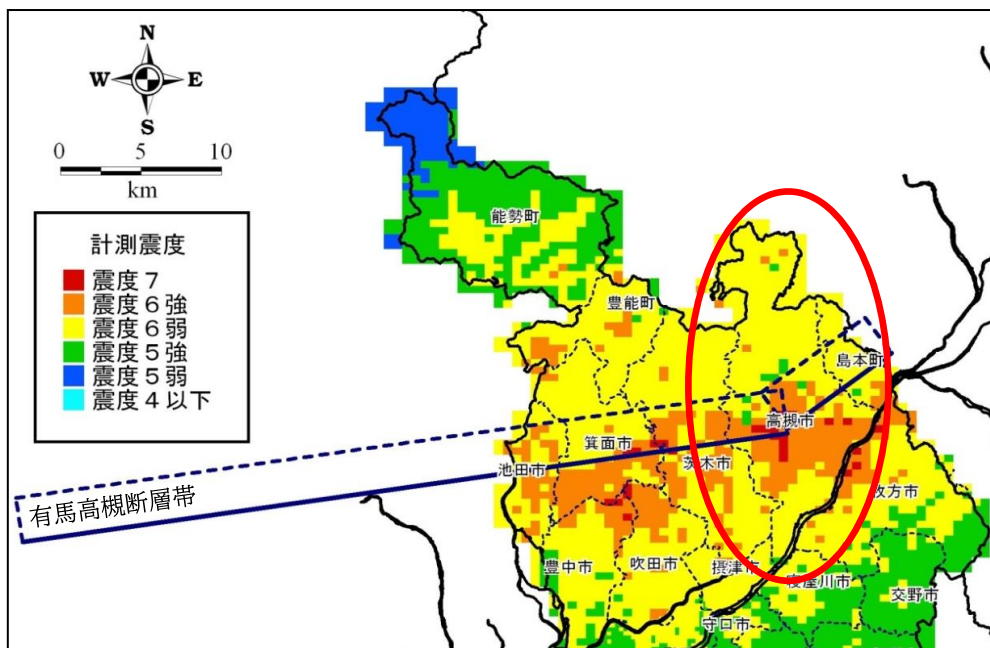 N
W E
S
0 5 10
km
計測震度
震度７
震度６強
震度６弱
震度５強
震度５弱
震度４以下
能勢町
豊能町
島本町
高槻市
箕面市
茨木市
池田市
有馬高槻断層帯
枚方市
豊中市
吹田市
摂津市
寝屋川市
交野市
守口市